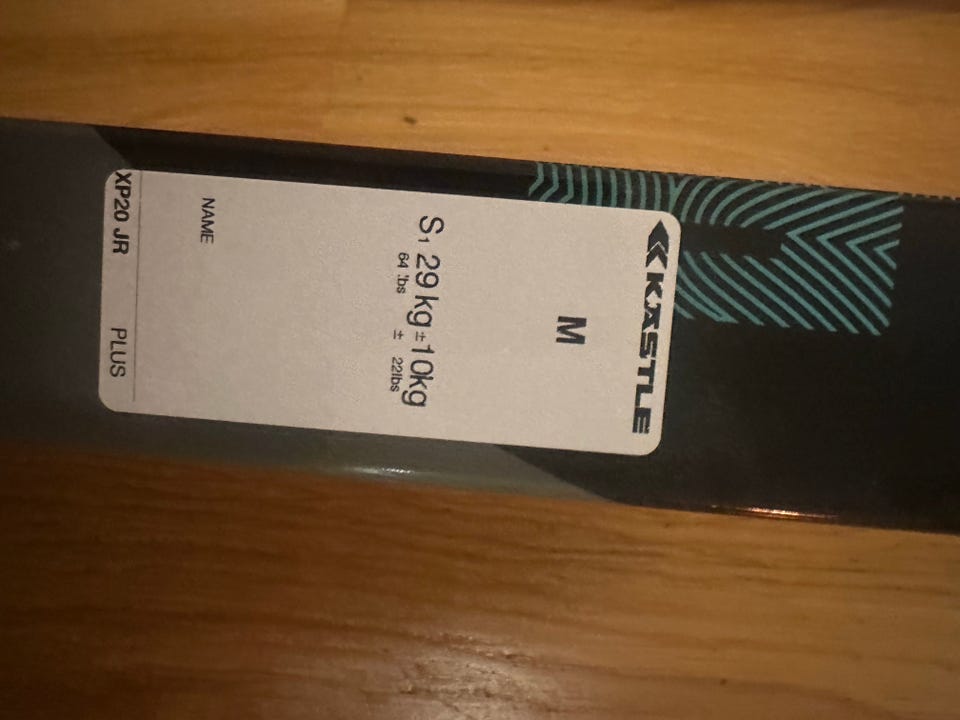 KÄSTLE
M
S1 29 kg ±10kg
64 lbs ± 22lbs
NAME
XP20 JR PLUS